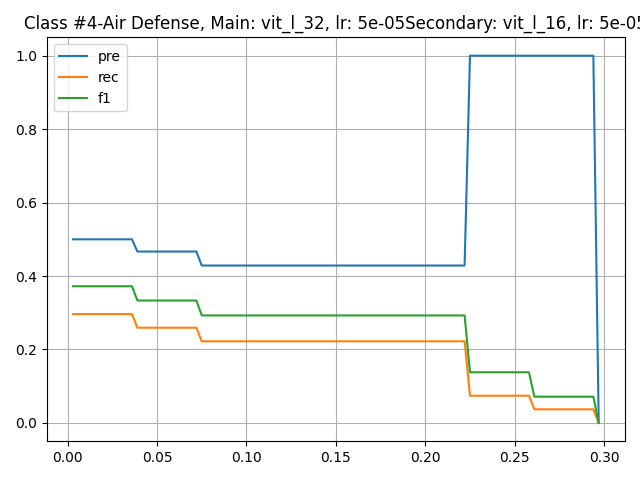 Class #4-Air Defense, Main: vit_l_32, lr: 5e-05Secondary: vit_l_16, lr: 5e-05
pre
rec
f1
1.0
0.8
0.6
0.4
0.2
0.0
0.00 0.05 0.10 0.15 0.20 0.25 0.30